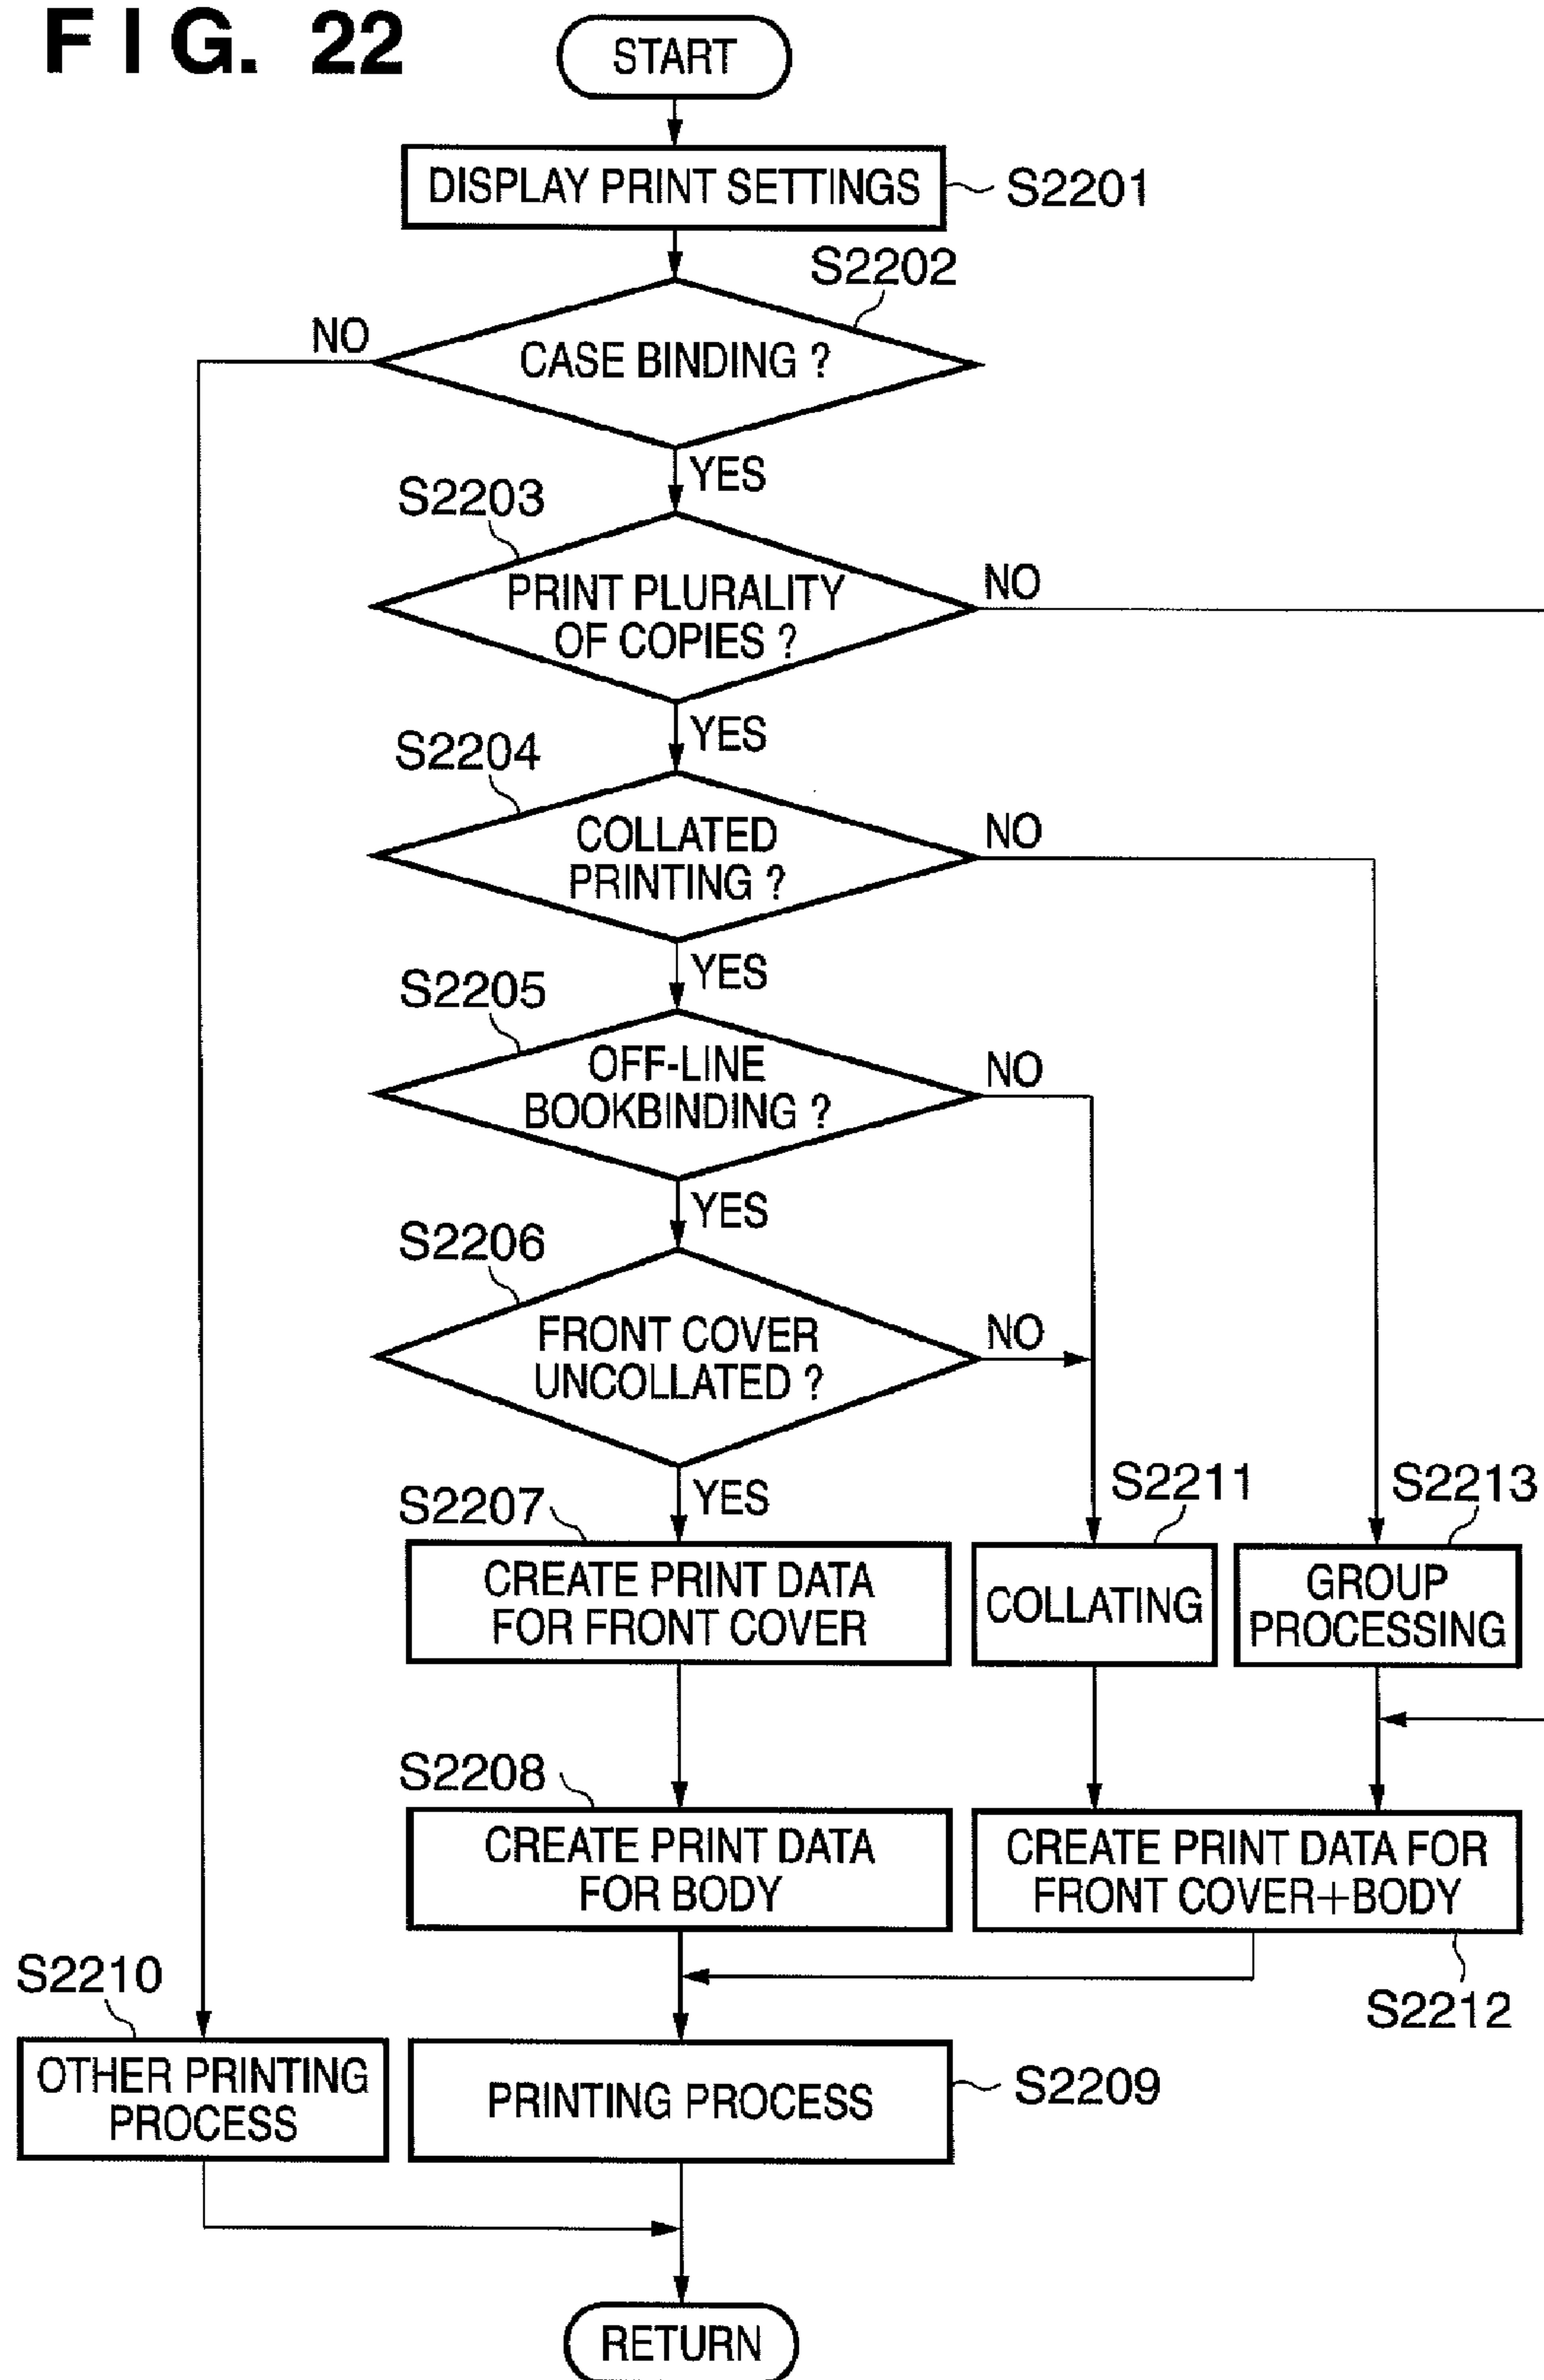 FIG. 22
START
DISPLAY PRINT SETTINGS
S2201
S2202
CASE BINDING ?
NO
YES
S2203
PRINT PLURALITY
OF COPIES ?
NO
YES
S2204
COLLATED
PRINTING ?
NO
YES
S2205
OFF-LINE
BOOKBINDING ?
NO
YES
S2206
FRONT COVER
UNCOLLATED ?
NO
YES
S2207
CREATE PRINT DATA
FOR FRONT COVER
S2211
COLLATING
S2213
GROUP
PROCESSING
S2208
CREATE PRINT DATA
FOR BODY
CREATE PRINT DATA FOR
FRONT COVER+BODY
S2212
S2210
OTHER PRINTING
PROCESS
PRINTING PROCESS
S2209
RETURN